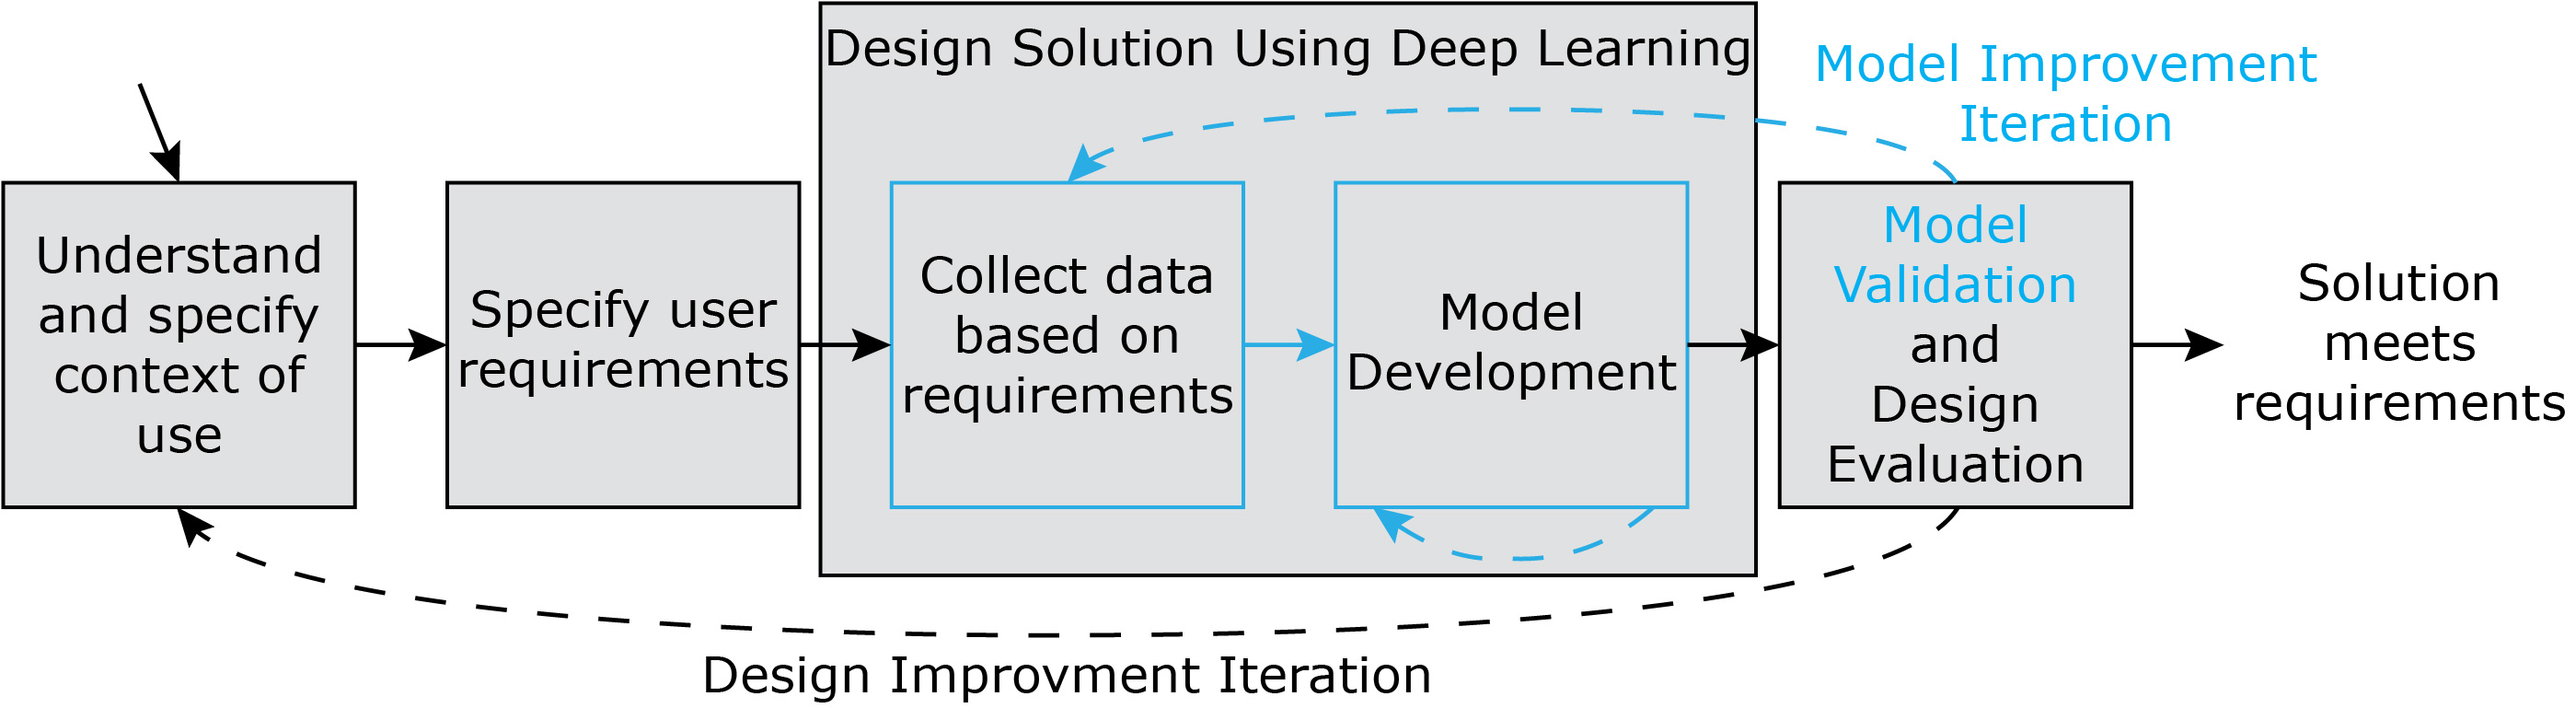 Design Solution Using Deep Learning
Model Improvement
Iteration
Understand
and specify
context of
use
Specify user
requirements
Collect data
based on
requirements
Model
Development
Model
Validation
and
Design
Evaluation
Solution
meets
requirements
Design Improvment Iteration